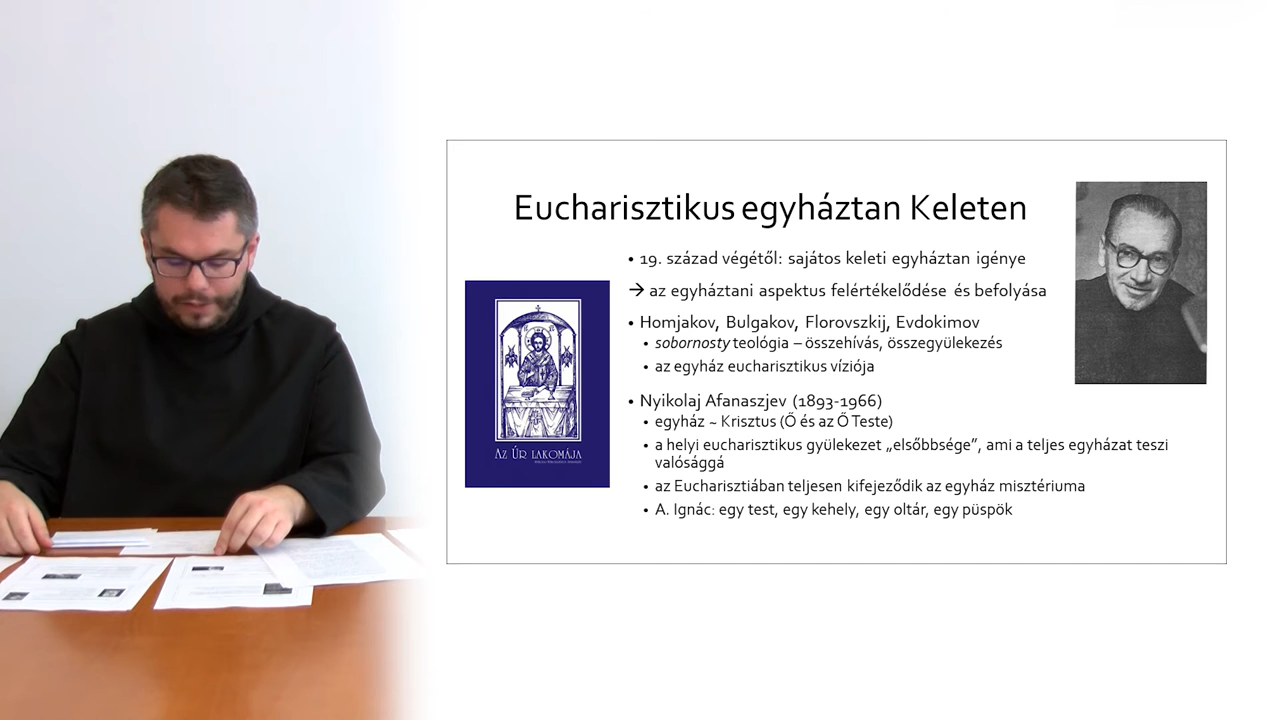 Eucharisztikus egyháztan Keleten
• 19. század végétől: sajátos keleti egyháztan igénye
→ az egyháztani aspektus felértékelődése és befolyása
• Homjakov, Bulgakov, Florovszkij, Evdokimov
• sobornosty teológia – összehívás, összegyülekezés
• az egyház eucharisztikus víziója
• Nyikolaj Afanaszjev (1893-1966)
• egyház ~ Krisztus (Ő és az Ő Teste)
• a helyi eucharisztikus gyülekezet „elsőbbsége”, ami a teljes egyházat teszi
valósággá
• az Eucharisztiában teljesen kifejeződik az egyház misztériuma
• A. Ignác: egy test, egy kehely, egy oltár, egy püspök
AZ ÚR LAKOMÁJA